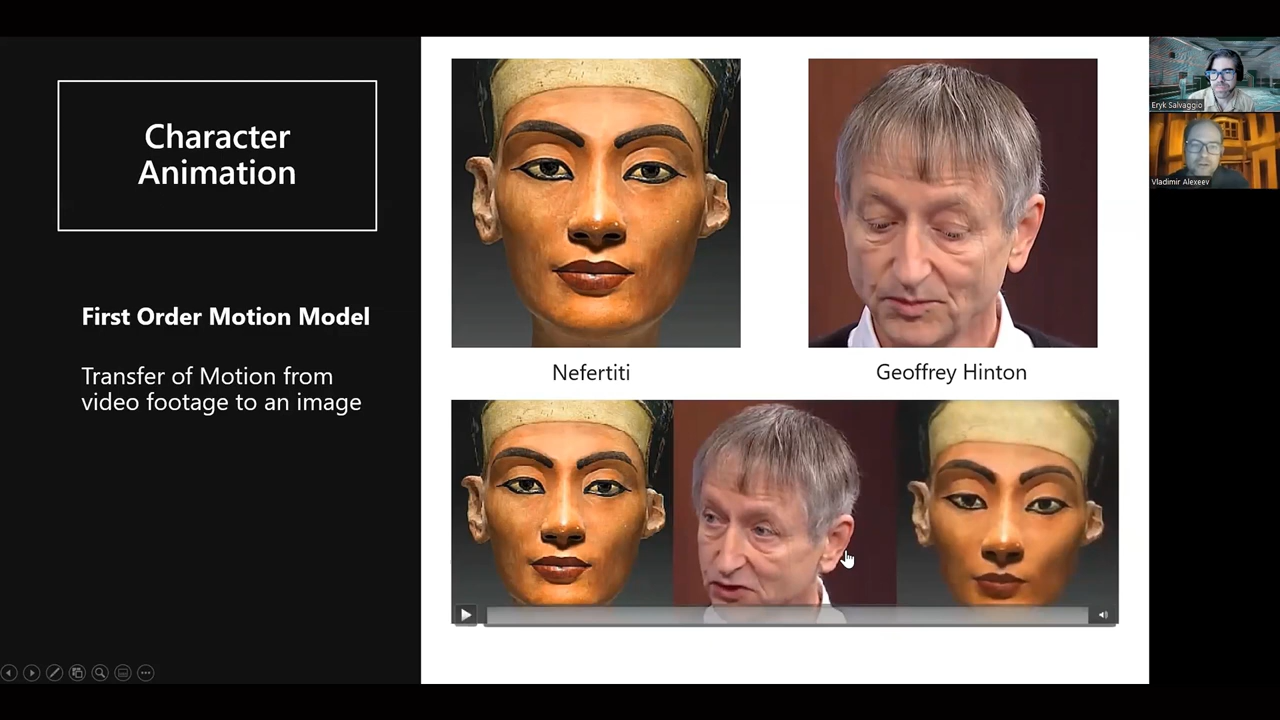 Character
Animation
First Order Motion Model
Transfer of Motion from
video footage to an image
Nefertiti
Geoffrey Hinton
Eryk Salvaggio
Vladimir Alexeev